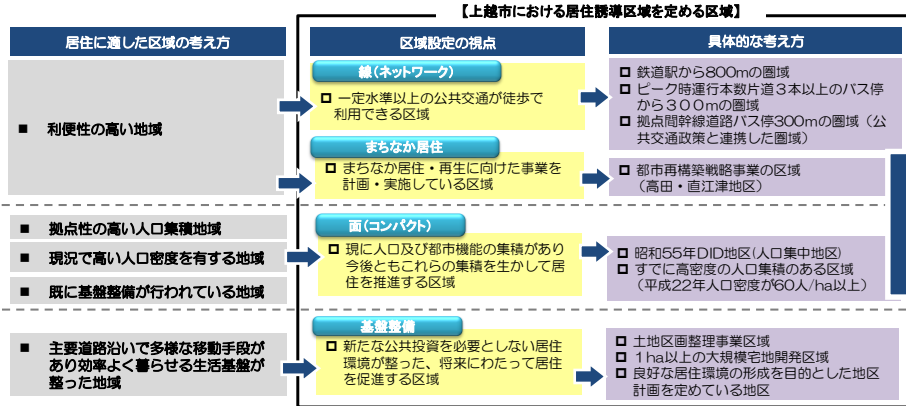 【上越市における居住誘導区域を定める区域】
居住に適した区域の考え方
区域設定の視点
具体的な考え方
■ 利便性の高い地域
線(ネットワーク)
□ 一定水準以上の公共交通が徒歩で
利用できる区域
□ 鉄道駅から800mの圏域
□ ピーク時運行本数片道3本以上のバス停
から300mの圏域
□ 拠点間幹線道路バス停300mの圏域(公
共交通政策と連携した圏域)
まちなか居住
□ まちなか居住・再生に向けた事業を
計画・実施している区域
□ 都市再構築戦略事業の区域
(高田・直江津地区)
■ 拠点性の高い人口集積地域
■ 現況で高い人口密度を有する地域
■ 既に基盤整備が行われている地域
面(コンパクト)
□ 現に人口及び都市機能の集積があり
今後ともこれらの集積を生かして居
住を推進する区域
□ 昭和55年DID地区(人口集中地区)
□ すでに高密度の人口集積のある区域
(平成22年人口密度が60人/ha以上)
■ 主要道路沿いで多様な移動手段が
あり効率よく暮らせる生活基盤が
整った地域
基盤整備
□ 新たな公共投資を必要としない居住
環境が整った、将来にわたって居住
を促進する区域
□ 土地区画整理事業区域
□ 1ha以上の大規模宅地開発区域
□ 良好な居住環境の形成を目的とした地区
計画を定めている地区